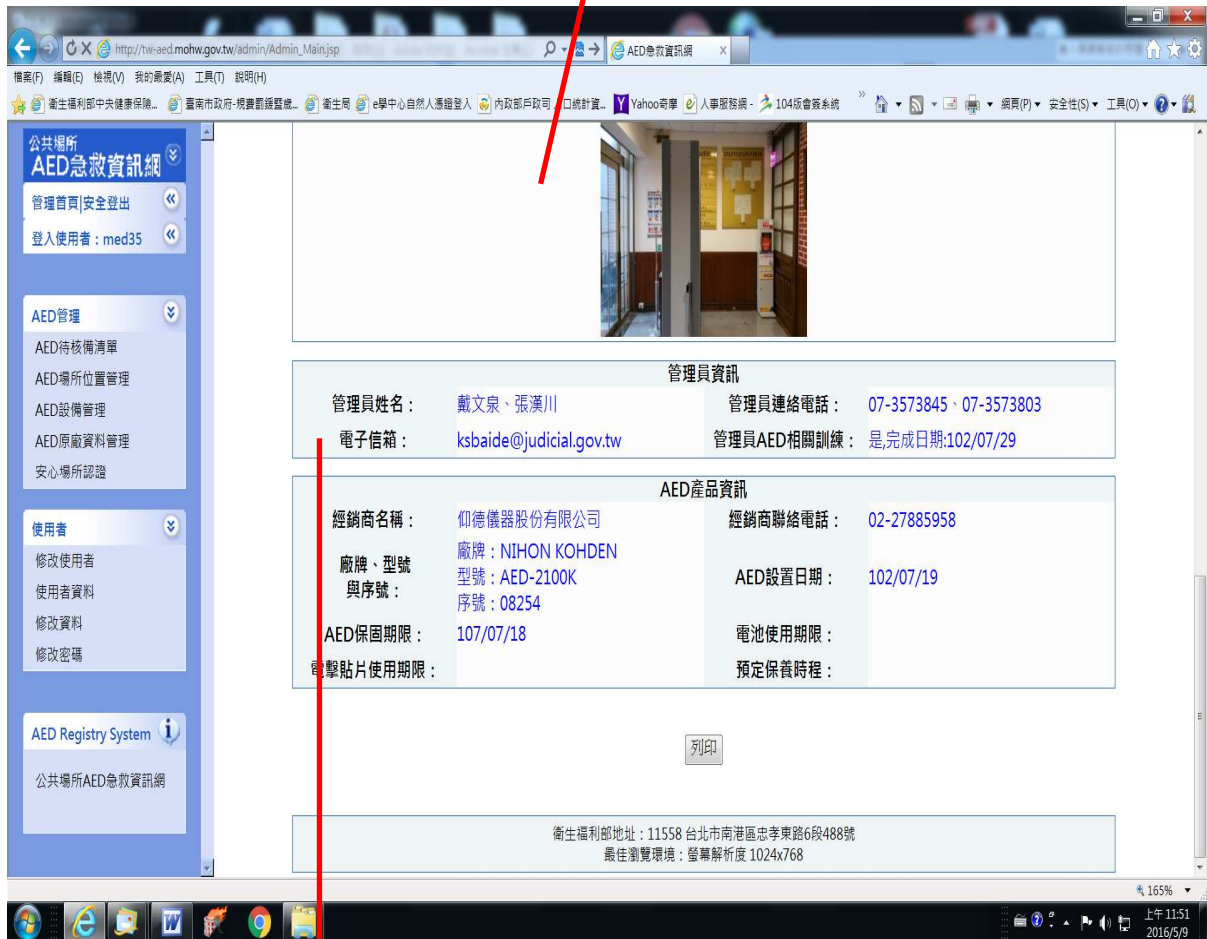 http://tw-aed.mohw.gov.tw/admin/Admin_Main.jsp
AED急救資訊網
檔案(F) 編輯(E) 檢視(V) 我的最愛(A) 工具(T) 說明(H)
衛生福利部中央健康保險... 臺南市政府-規費罰鍰暨歲... 衛生局 e學中心自然人憑證登入 內政部戶政司 人口統計資... Yahoo奇摩 人事服務網 - 104版會簽系統 網頁(P) 安全性(S) 工具(O)
公共場所
AED急救資訊網
管理首頁|安全登出
登入使用者：med35
AED管理
AED待核備清單
AED場所位置管理
AED設備管理
AED原廠資料管理
安心場所認證
使用者
修改使用者
使用者資料
修改資料
修改密碼
AED Registry System
公共場所AED急救資訊網
管理員資訊
管理員姓名： 戴文泉、張漢川 管理員連絡電話： 07-3573845、07-3573803
電子信箱： ksbaide@judicial.gov.tw 管理員AED相關訓練： 是,完成日期:102/07/29
AED產品資訊
經銷商名稱： 仰德儀器股份有限公司 經銷商聯絡電話： 02-27885958
廠牌、型號
與序號：
廠牌：NIHON KOHDEN
型號：AED-2100K
序號：08254
AED設置日期： 102/07/19
AED保固期限： 107/07/18 電池使用期限：
電擊貼片使用期限： 預定保養時程：
列印
衛生福利部地址：11558 台北市南港區忠孝東路6段488號
最佳瀏覽環境：螢幕解析度 1024x768
165%
上午 11:51
2016/5/9